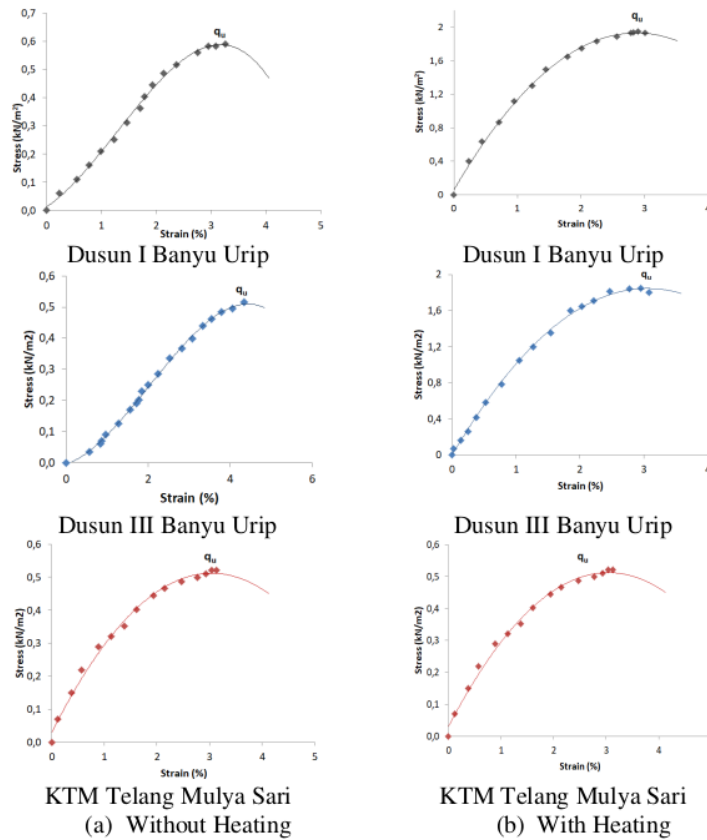 0,7
q_u
0,6
0,5
0,4
0,3
0,2
0,1
0,0
Stress (kN/m²)
0 1 2 3 4 5
Strain (%)
Dusun I Banyu Urip
q_u
2
1,6
1,2
0,8
0,4
0
Stress (kN/m²)
0 1 2 3
Strain (%)
Dusun I Banyu Urip
0,6
q_u
0,5
0,4
0,3
0,2
0,1
0,0
Stress (kN/m2)
0 2 4 6
Strain (%)
Dusun III Banyu Urip
2
q_u
1,6
1,2
0,8
0,4
0
Stress (kN/m2)
0 1 2 3
Strain (%)
Dusun III Banyu Urip
0,6
q_u
0,5
0,4
0,3
0,2
0,1
0,0
Stress (kN/m2)
0 1 2 3 4 5
Strain (%)
KTM Telang Mulya Sari
(a) Without Heating
0,6
q_u
0,5
0,4
0,3
0,2
0,1
0,0
Stress (kN/m2)
0 1 2 3 4
Strain (%)
KTM Telang Mulya Sari
(b) With Heating